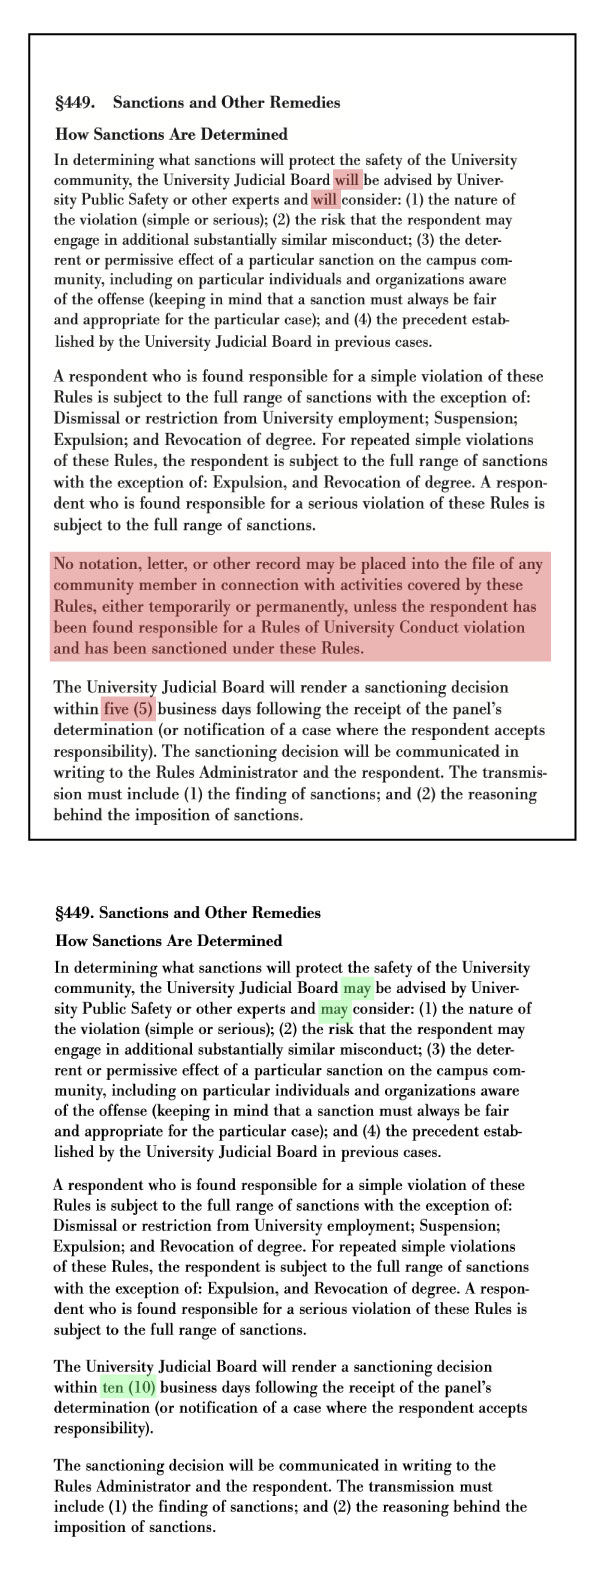 §449. Sanctions and Other Remedies
How Sanctions Are Determined
In determining what sanctions will protect the safety of the University
community, the University Judicial Board will be advised by Univer-
sity Public Safety or other experts and will consider: (1) the nature of
the violation (simple or serious); (2) the risk that the respondent may
engage in additional substantially similar misconduct; (3) the deter-
rent or permissive effect of a particular sanction on the campus com-
munity, including on particular individuals and organizations aware
of the offense (keeping in mind that a sanction must always be fair
and appropriate for the particular case); and (4) the precedent estab-
lished by the University Judicial Board in previous cases.
A respondent who is found responsible for a simple violation of these
Rules is subject to the full range of sanctions with the exception of:
Dismissal or restriction from University employment; Suspension;
Expulsion; and Revocation of degree. For repeated simple violations
of these Rules, the respondent is subject to the full range of sanctions
with the exception of: Expulsion, and Revocation of degree. A respon-
dent who is found responsible for a serious violation of these Rules is
subject to the full range of sanctions.
No notation, letter, or other record may be placed into the file of any
community member in connection with activities covered by these
Rules, either temporarily or permanently, unless the respondent has
been found responsible for a Rules of University Conduct violation
and has been sanctioned under these Rules.
The University Judicial Board will render a sanctioning decision
within five (5) business days following the receipt of the panel's
determination (or notification of a case where the respondent accepts
responsibility). The sanctioning decision will be communicated in
writing to the Rules Administrator and the respondent. The transmis-
sion must include (1) the finding of sanctions; and (2) the reasoning
behind the imposition of sanctions.
§449. Sanctions and Other Remedies
How Sanctions Are Determined
In determining what sanctions will protect the safety of the University
community, the University Judicial Board may be advised by Univer-
sity Public Safety or other experts and may consider: (1) the nature of
the violation (simple or serious); (2) the risk that the respondent may
engage in additional substantially similar misconduct; (3) the deter-
rent or permissive effect of a particular sanction on the campus com-
munity, including on particular individuals and organizations aware
of the offense (keeping in mind that a sanction must always be fair
and appropriate for the particular case); and (4) the precedent estab-
lished by the University Judicial Board in previous cases.
A respondent who is found responsible for a simple violation of these
Rules is subject to the full range of sanctions with the exception of:
Dismissal or restriction from University employment; Suspension;
Expulsion; and Revocation of degree. For repeated simple violations
of these Rules, the respondent is subject to the full range of sanctions
with the exception of: Expulsion, and Revocation of degree. A respon-
dent who is found responsible for a serious violation of these Rules is
subject to the full range of sanctions.
The University Judicial Board will render a sanctioning decision
within ten (10) business days following the receipt of the panel's
determination (or notification of a case where the respondent accepts
responsibility).
The sanctioning decision will be communicated in writing to the
Rules Administrator and the respondent. The transmission must
include (1) the finding of sanctions; and (2) the reasoning behind the
imposition of sanctions.